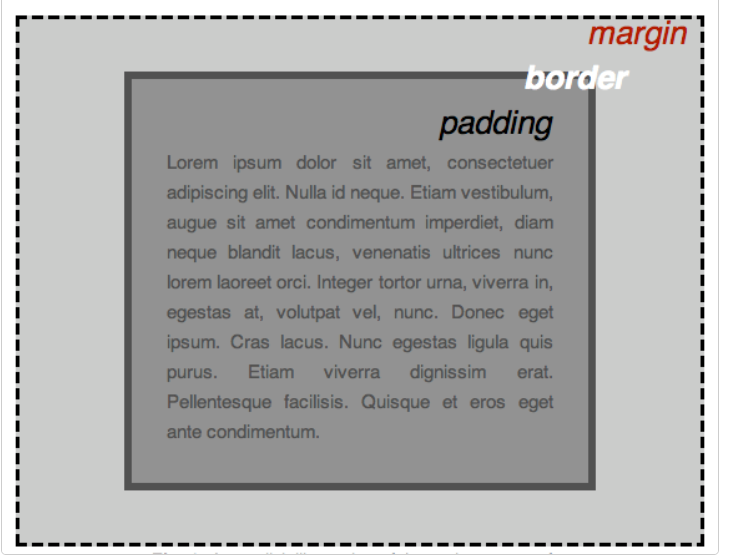 margin
border
padding
Lorem ipsum dolor sit amet, consectetuer
adipiscing elit. Nulla id neque. Etiam vestibulum,
augue sit amet condimentum imperdiet, diam
neque blandit lacus, venenatis ultrices nunc
lorem laoreet orci. Integer tortor urna, viverra in,
egestas at, volutpat vel, nunc. Donec eget
ipsum. Cras lacus. Nunc egestas ligula quis
purus. Etiam viverra dignissim erat.
Pellentesque facilisis. Quisque et eros eget
ante condimentum.